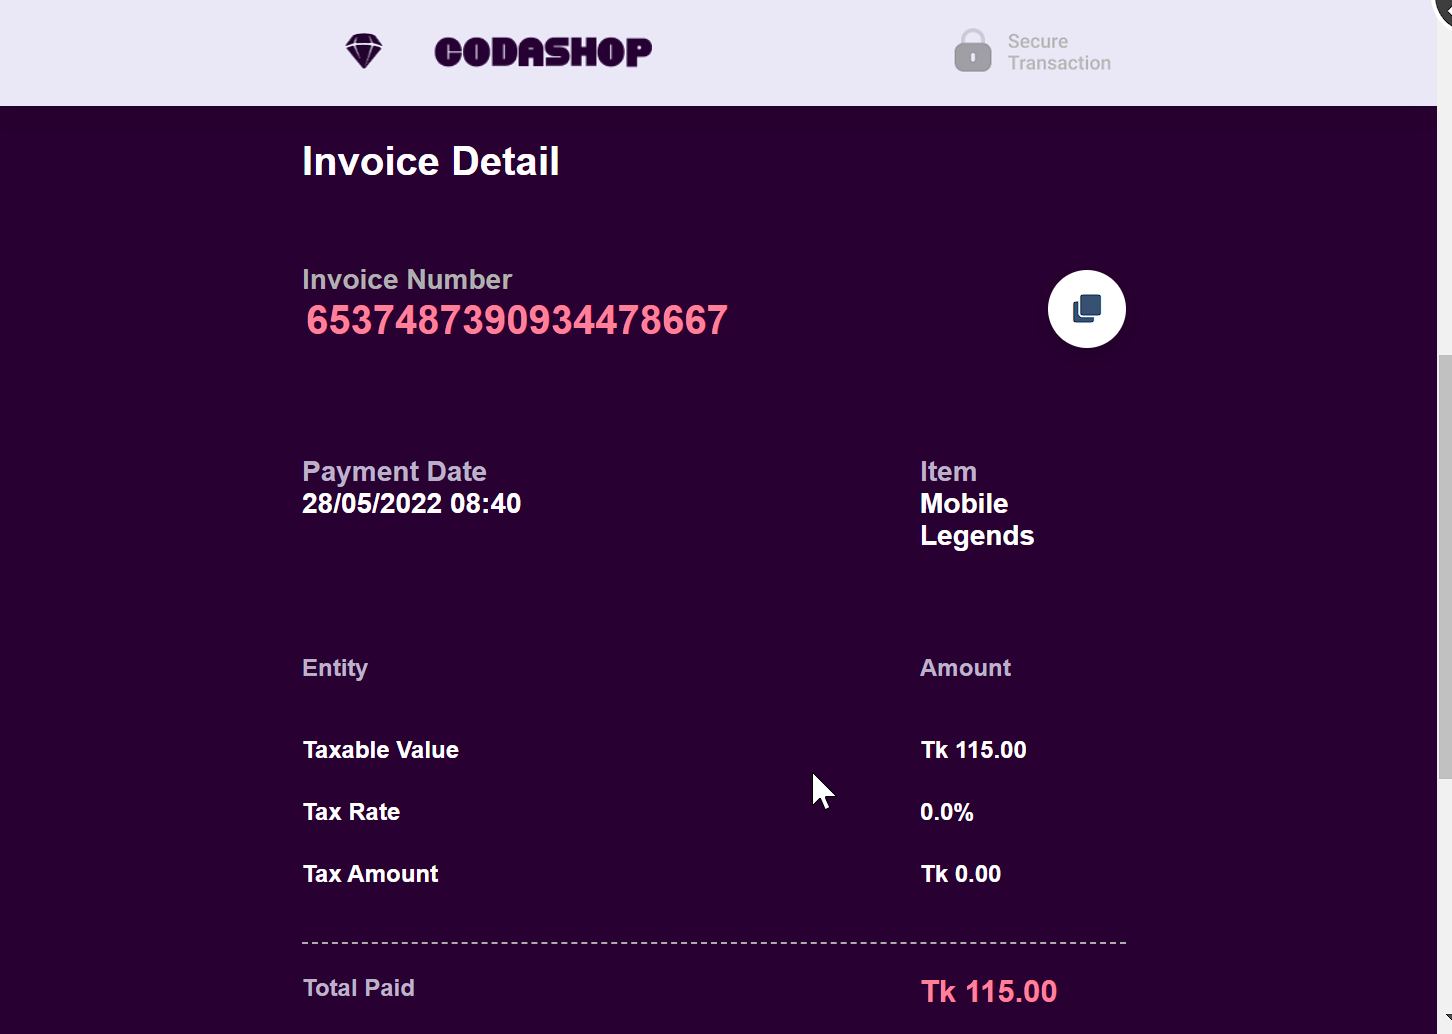 CODASHOP
Secure
Transaction
Invoice Detail
Invoice Number
6537487390934478667
Payment Date
28/05/2022 08:40
Item
Mobile
Legends
Entity
Amount
Taxable Value
Tk 115.00
Tax Rate
0.0%
Tax Amount
Tk 0.00
Total Paid
Tk 115.00